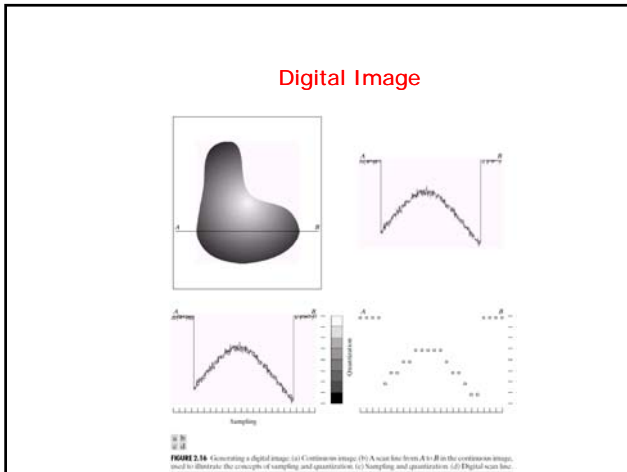 Digital Image
A B
A B
A B
A B
Quantization
Sampling
a b
c d
FIGURE 2.16 Generating a digital image. (a) Continuous image. (b) A scan line from A to B in the continuous image,
used to illustrate the concepts of sampling and quantization. (c) Sampling and quantization. (d) Digital scan line.